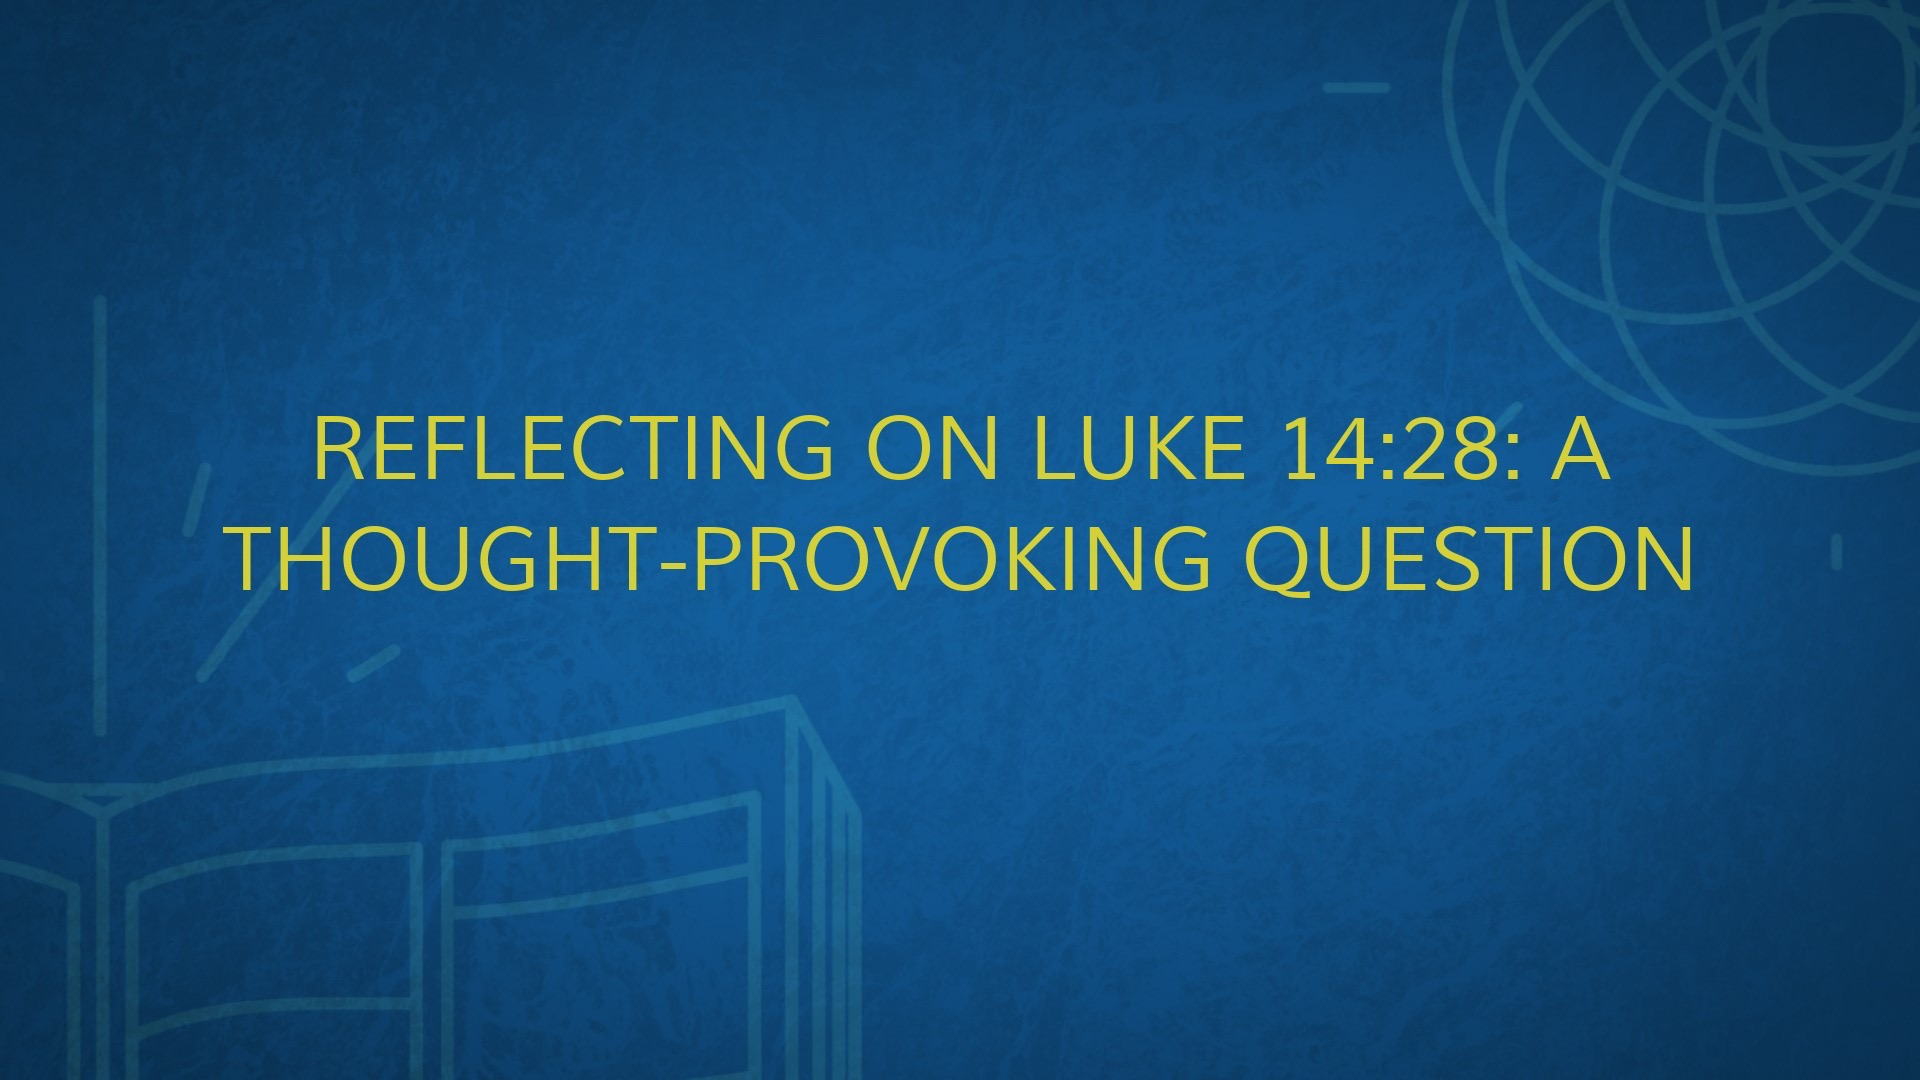 REFLECTING ON LUKE 14:28: A
THOUGHT-PROVOKING QUESTION